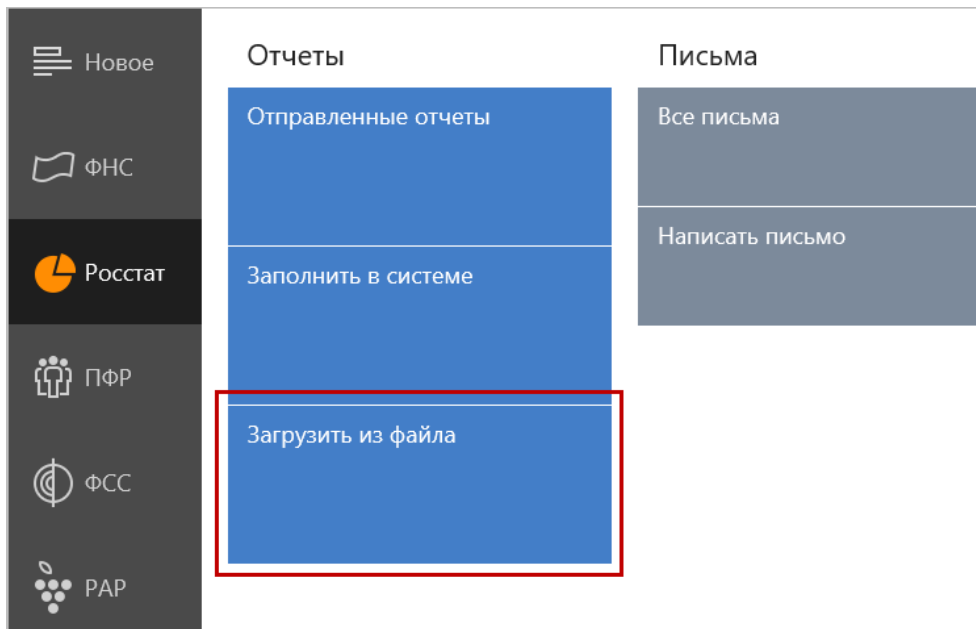 Новое
ФНС
Росстат
ПФР
ФСС
РАР
Отчеты
Отправленные отчеты
Заполнить в системе
Загрузить из файла
Письма
Все письма
Написать письмо